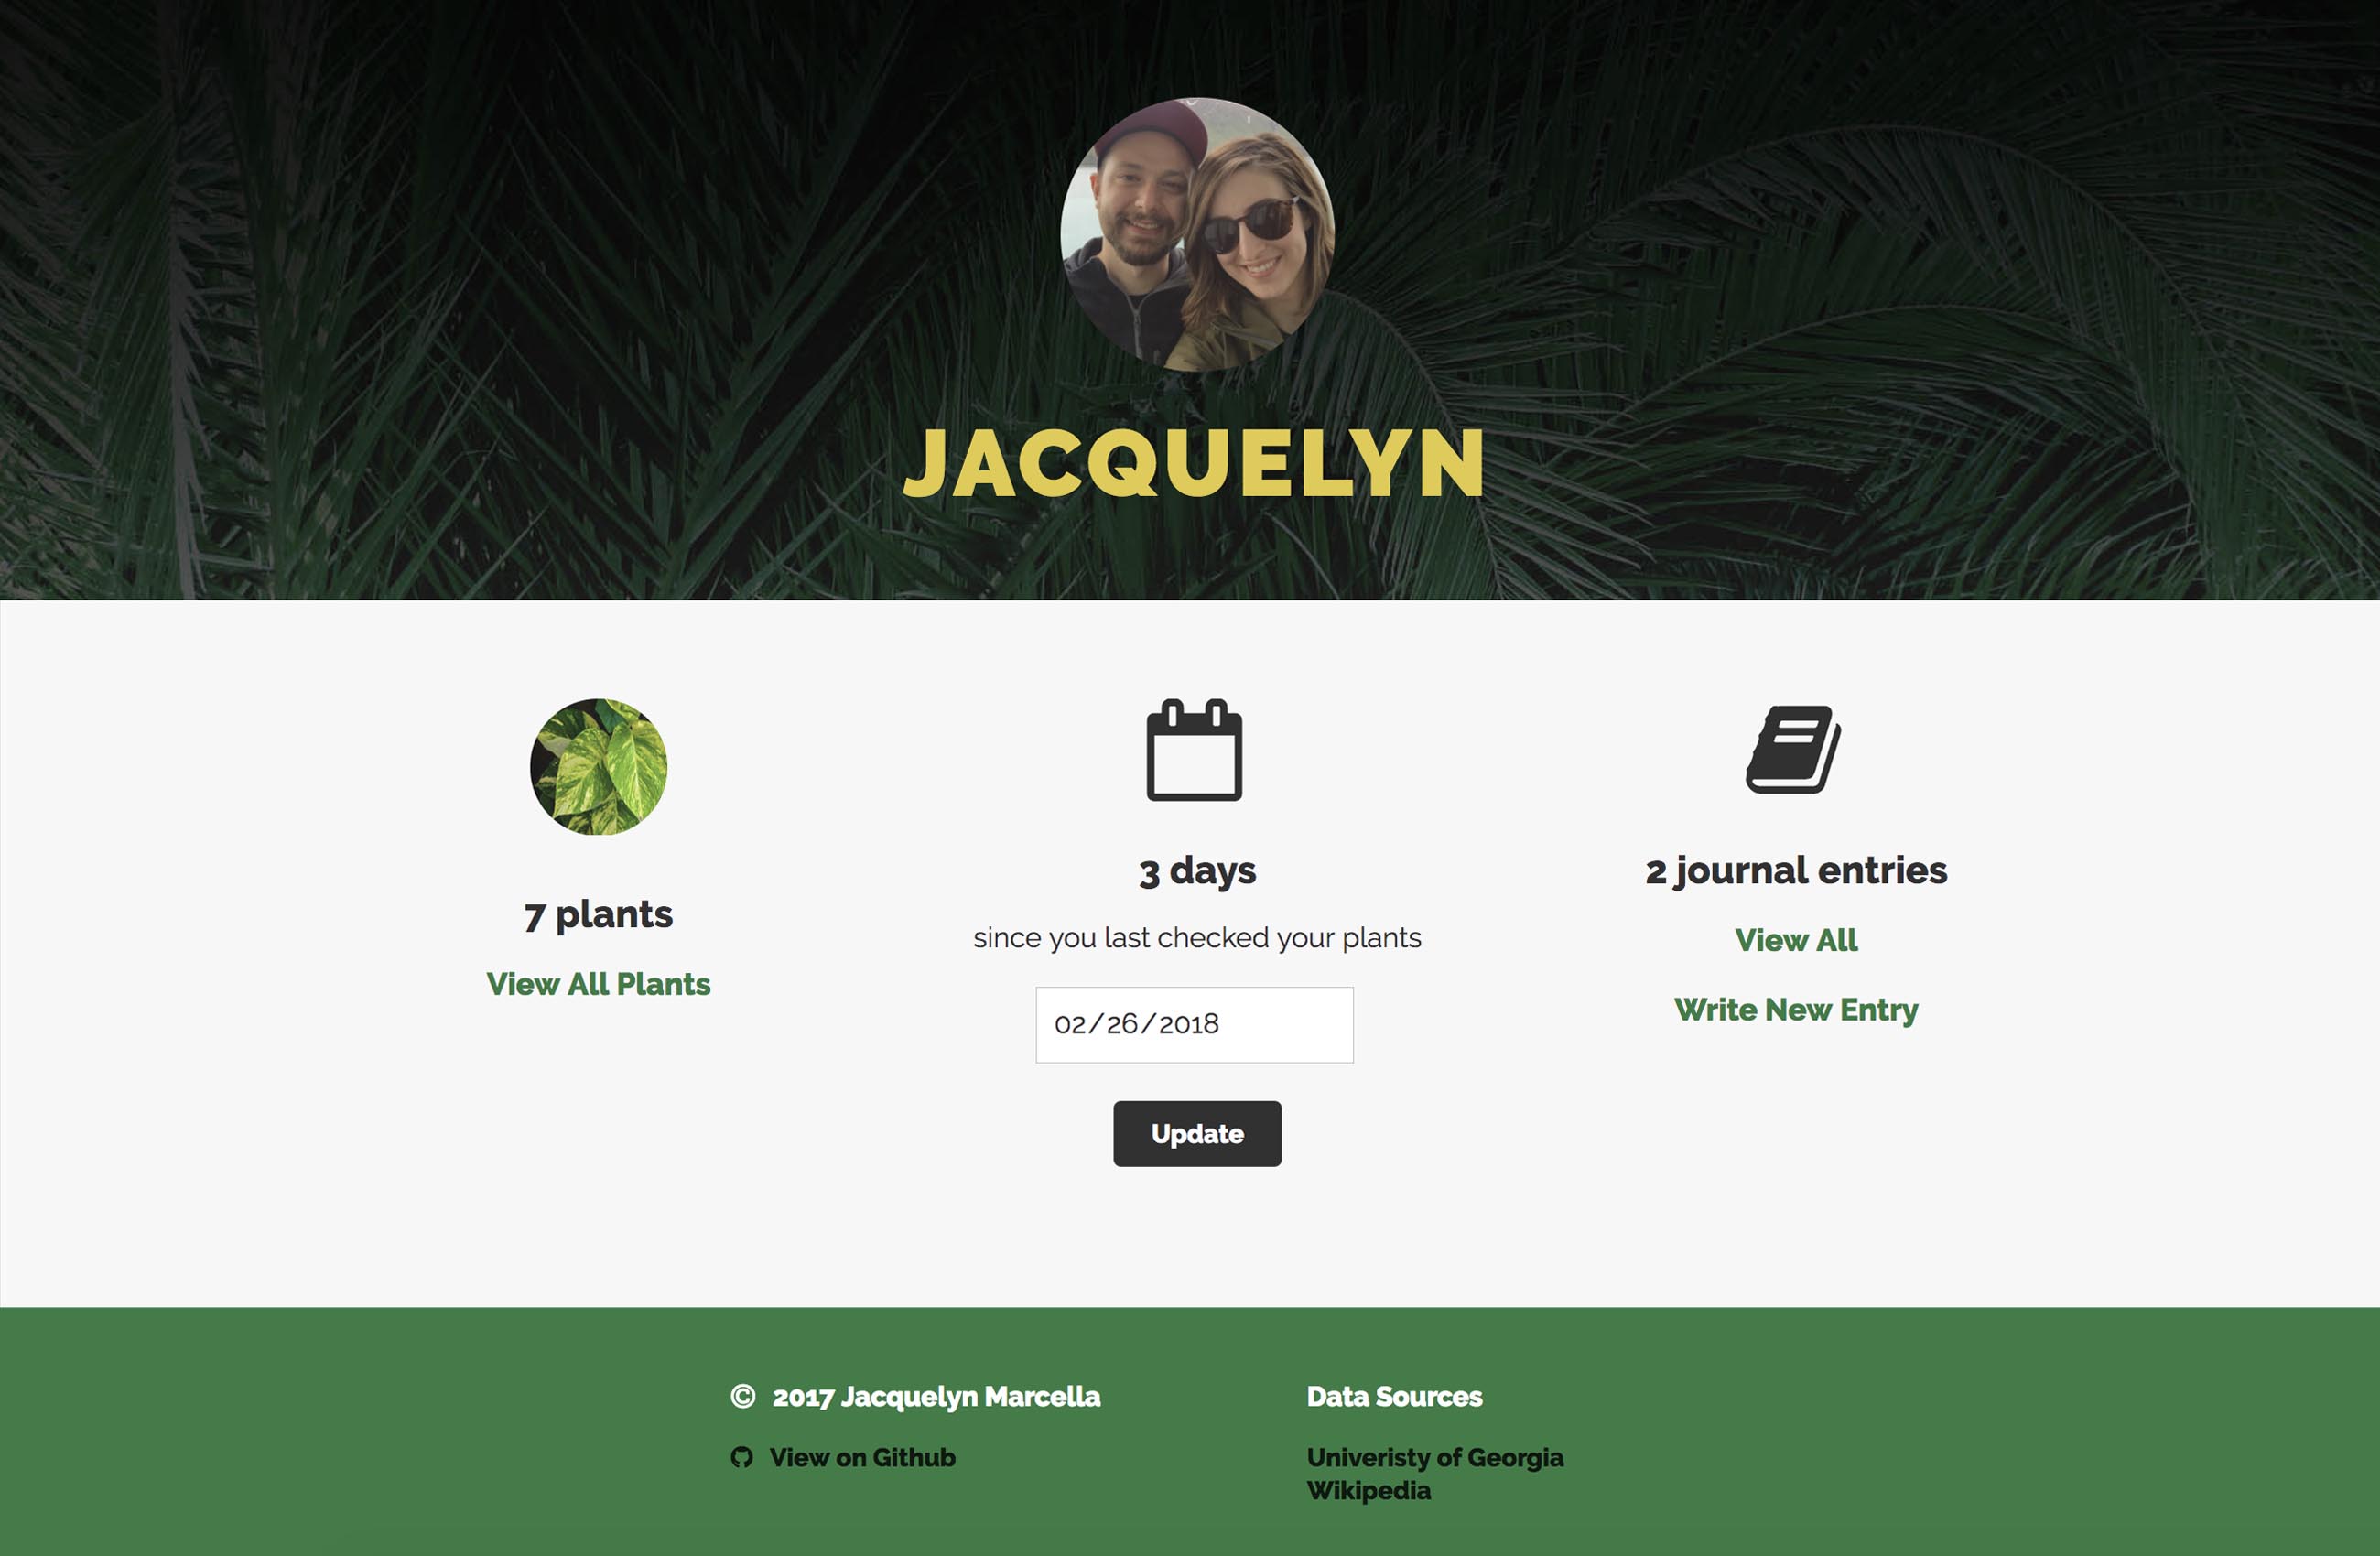 JACQUELYN
7 plants
View All Plants
3 days
since you last checked your plants
02/26/2018
Update
2 journal entries
View All
Write New Entry
© 2017 Jacquelyn Marcella
View on Github
Data Sources
Univeristy of Georgia
Wikipedia